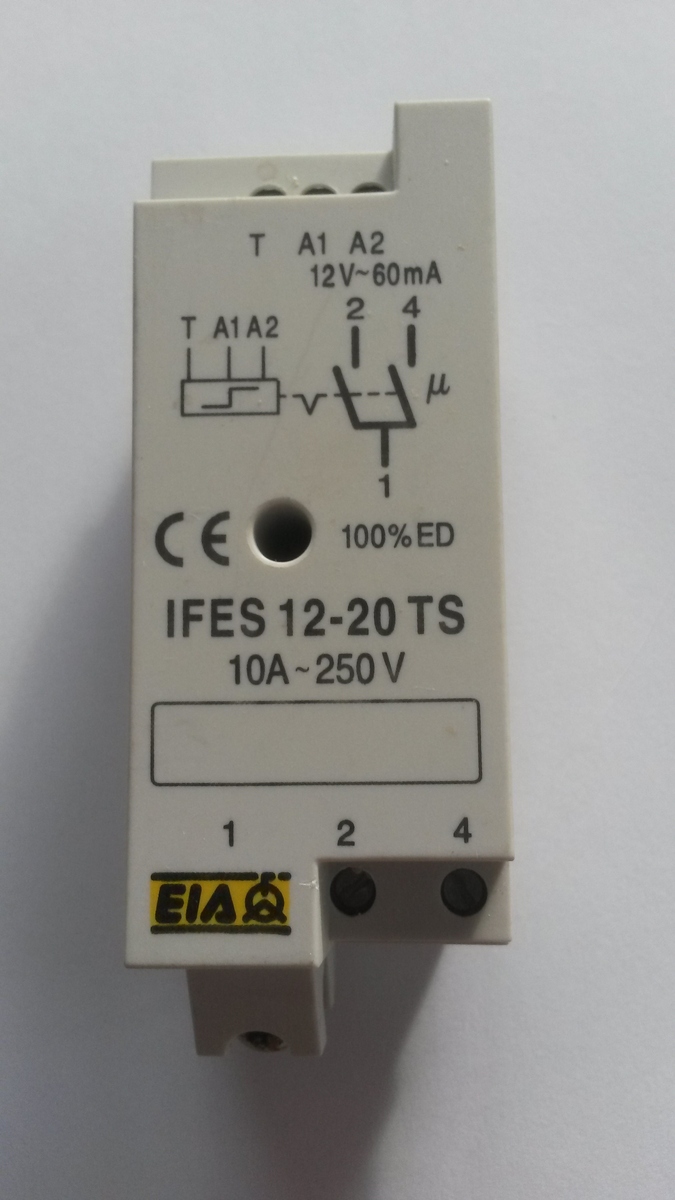 T A1 A2
12V~60mA
2 4
T A1 A2
μ
1
CE 100%ED
IFES 12-20 TS
10A~250V
1 2 4
EIA